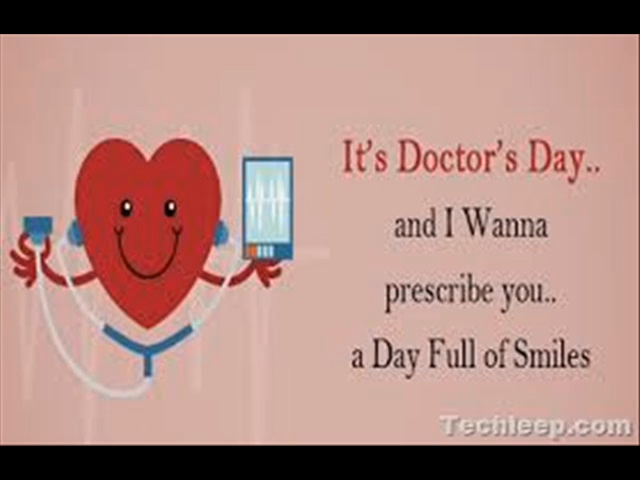 It's Doctor's Day..
and I Wanna
prescribe you..
a Day Full of Smiles
Techleep.com